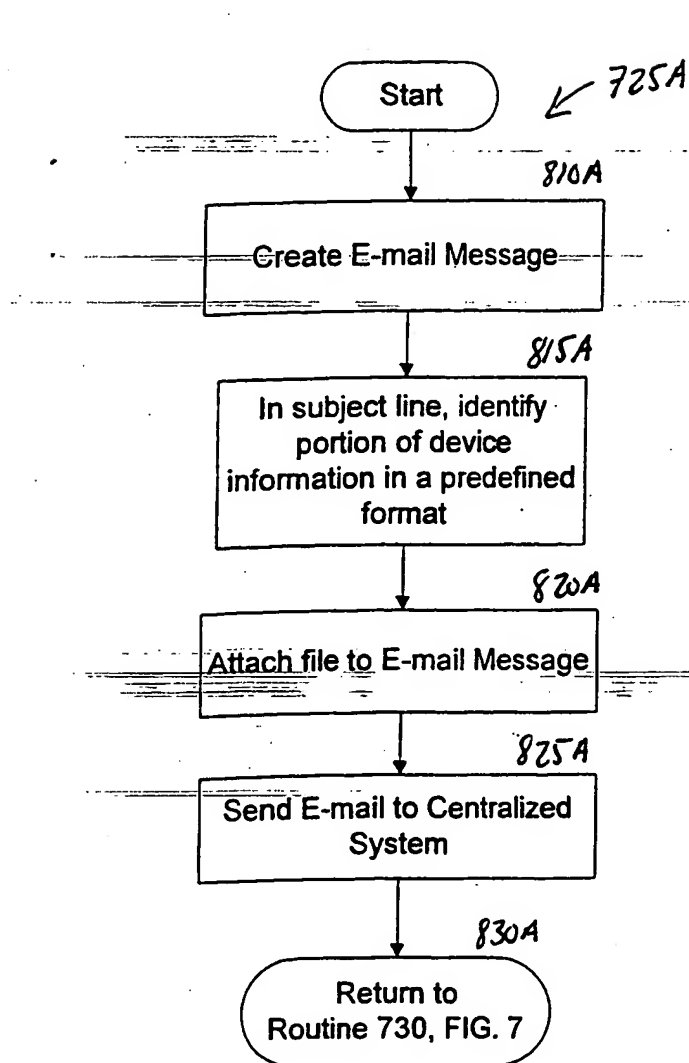 Start
725A
810A
Create E-mail Message
815A
In subject line, identify
portion of device
information in a predefined
format
820A
Attach file to E-mail Message
825A
Send E-mail to Centralized
System
830A
Return to
Routine 730, FIG. 7